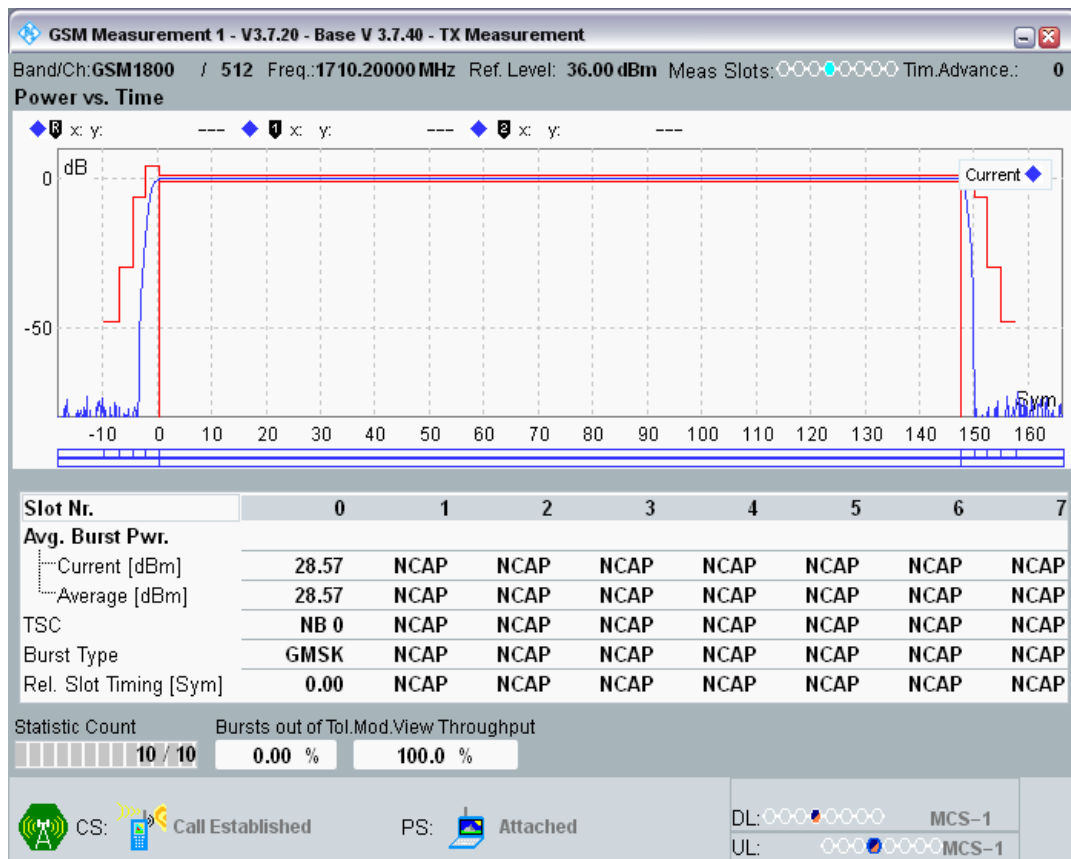 GSM Measurement 1 - V3.7.20 - Base V 3.7.40 - TX Measurement
Band/Ch:GSM1800 / 512 Freq.:1710.20000 MHz Ref. Level: 36.00 dBm Meas Slots: Tim.Advance.: 0
Power vs. Time
R x: y: --- 1 x: y: --- 2 x: y: ---
dB
0
Current
-50
Sym
-10 0 10 20 30 40 50 60 70 80 90 100 110 120 130 140 150 160
Slot Nr. 0 1 2 3 4 5 6 7
Avg. Burst Pwr.
Current [dBm] 28.57 NCAP NCAP NCAP NCAP NCAP NCAP NCAP
Average [dBm] 28.57 NCAP NCAP NCAP NCAP NCAP NCAP NCAP
TSC NB 0 NCAP NCAP NCAP NCAP NCAP NCAP NCAP
Burst Type GMSK NCAP NCAP NCAP NCAP NCAP NCAP NCAP
Rel. Slot Timing [Sym] 0.00 NCAP NCAP NCAP NCAP NCAP NCAP NCAP
Statistic Count Bursts out of Tol.Mod.View Throughput
10 / 10 0.00 % 100.0 %
CS: Call Established PS: Attached
DL: MCS-1
UL: MCS-1